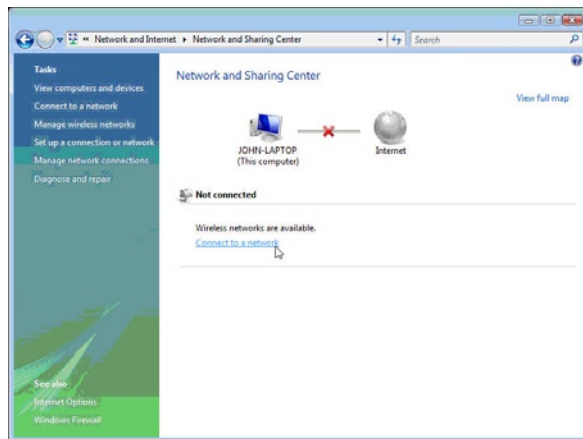 « Network and Internet ▸ Network and Sharing Center
Search
Tasks
View computers and devices
Connect to a network
Manage wireless networks
Set up a connection or network
Manage network connections
Diagnose and repair
See also
Internet Options
Windows Firewall
Network and Sharing Center
View full map
JOHN-LAPTOP
(This computer)
Internet
Not connected
Wireless networks are available.
Connect to a network